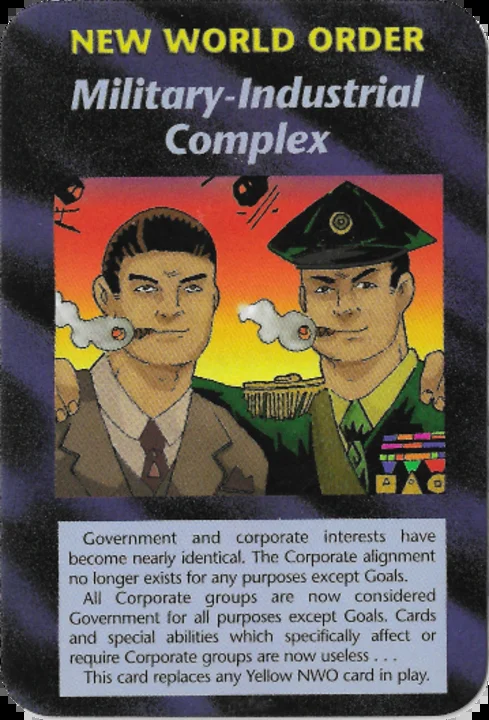 NEW WORLD ORDER
Military-Industrial
Complex
Government and corporate interests have
become nearly identical. The Corporate alignment
no longer exists for any purposes except Goals.
All Corporate groups are now considered
Government for all purposes except Goals. Cards
and special abilities which specifically affect or
require Corporate groups are now useless . . .
This card replaces any Yellow NWO card in play.